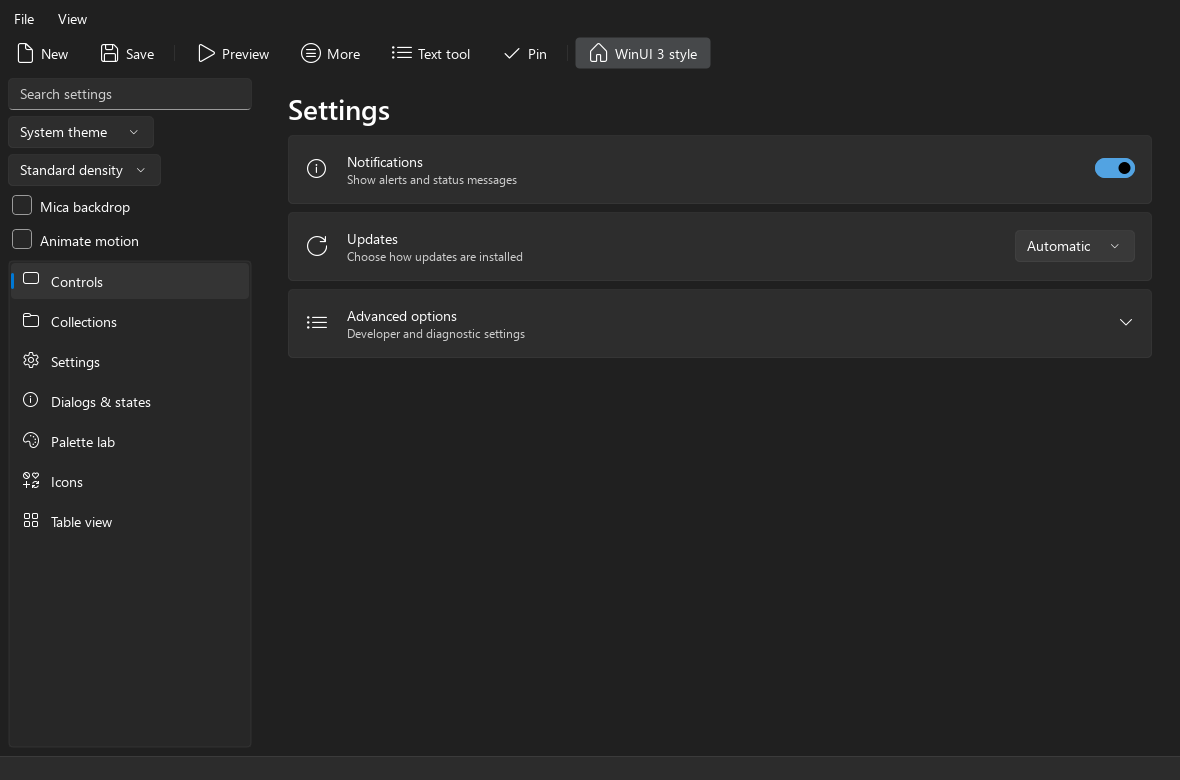 File View
New Save Preview More Text tool Pin WinUI 3 style
Search settings
System theme
Standard density
Mica backdrop
Animate motion
Controls
Collections
Settings
Dialogs & states
Palette lab
Icons
Table view
Settings
Notifications
Show alerts and status messages
Updates
Choose how updates are installed
Automatic
Advanced options
Developer and diagnostic settings